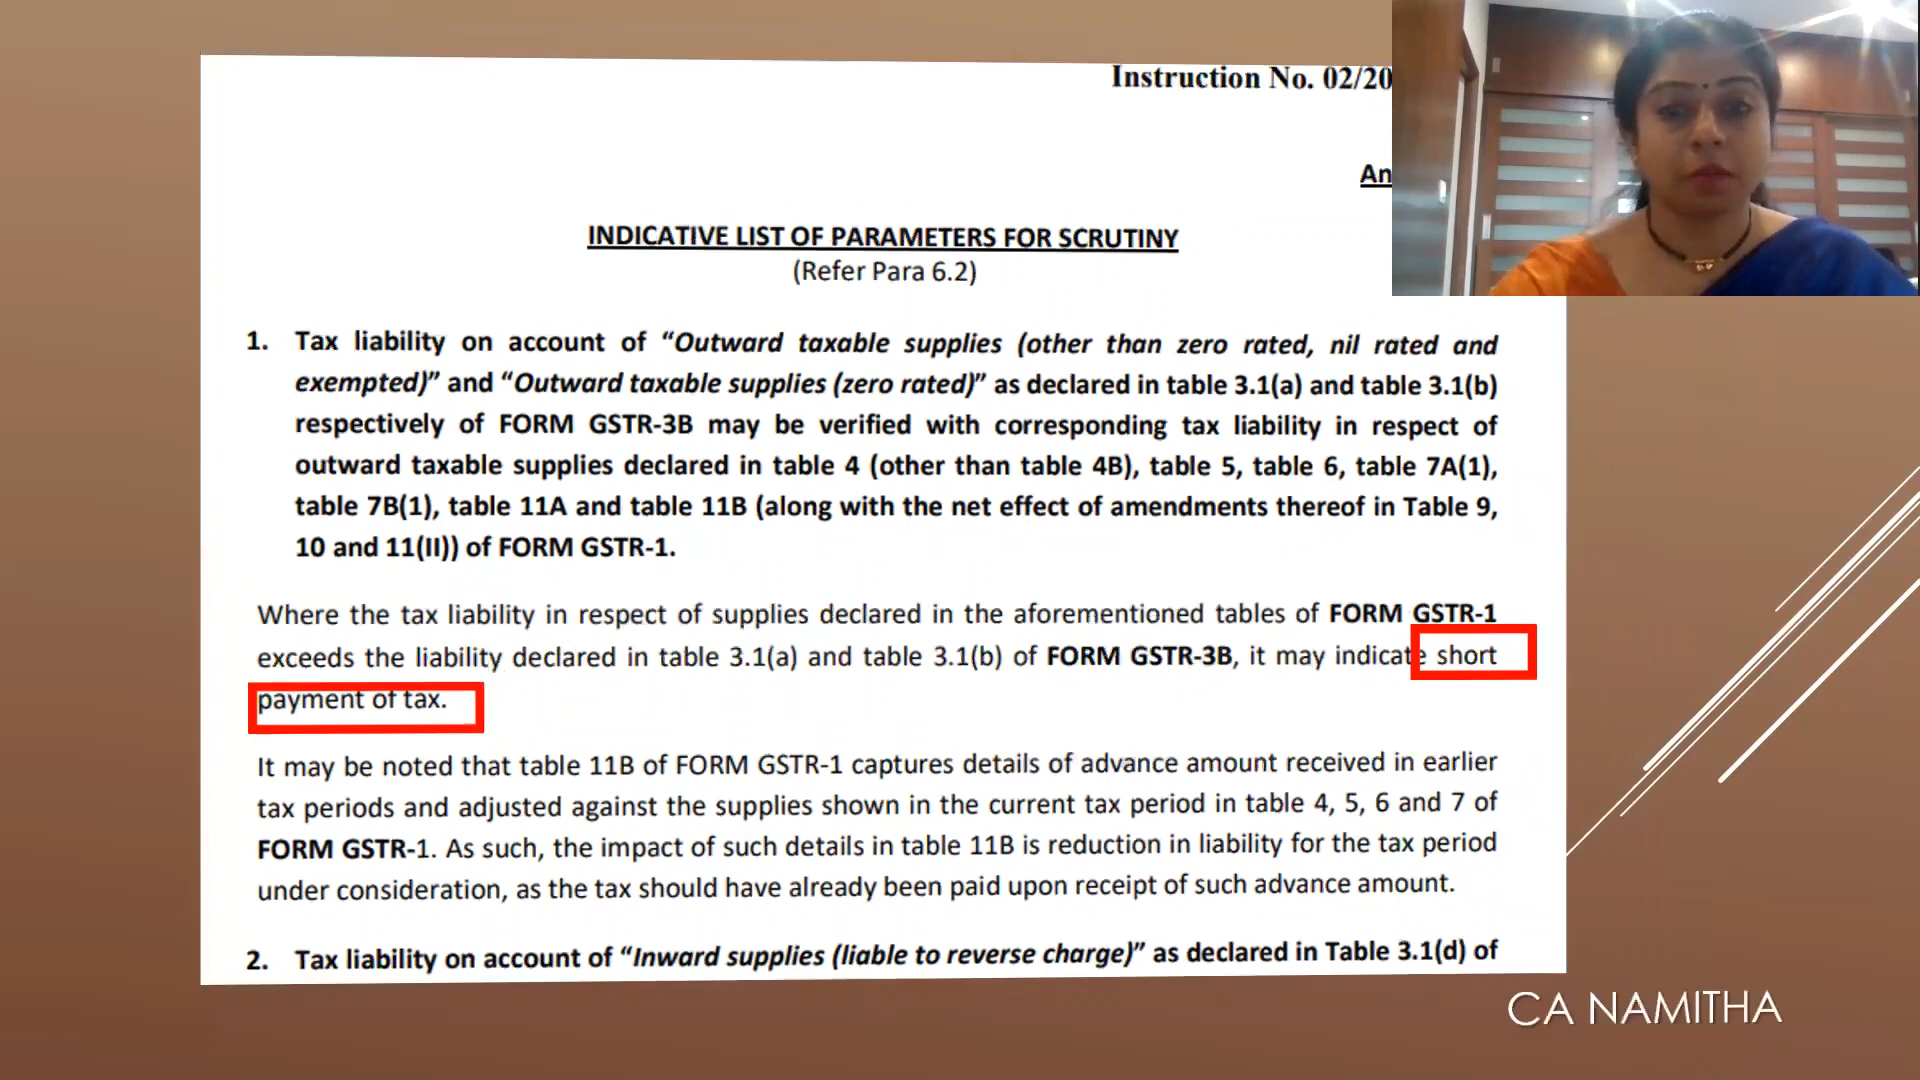 Instruction No. 02/20
An
INDICATIVE LIST OF PARAMETERS FOR SCRUTINY
(Refer Para 6.2)
1. Tax liability on account of “Outward taxable supplies (other than zero rated, nil rated and
exempted)” and “Outward taxable supplies (zero rated)” as declared in table 3.1(a) and table 3.1(b)
respectively of FORM GSTR-3B may be verified with corresponding tax liability in respect of
outward taxable supplies declared in table 4 (other than table 4B), table 5, table 6, table 7A(1),
table 7B(1), table 11A and table 11B (along with the net effect of amendments thereof in Table 9,
10 and 11(II)) of FORM GSTR-1.
Where the tax liability in respect of supplies declared in the aforementioned tables of FORM GSTR-1
exceeds the liability declared in table 3.1(a) and table 3.1(b) of FORM GSTR-3B, it may indicate short
payment of tax.
It may be noted that table 11B of FORM GSTR-1 captures details of advance amount received in earlier
tax periods and adjusted against the supplies shown in the current tax period in table 4, 5, 6 and 7 of
FORM GSTR-1. As such, the impact of such details in table 11B is reduction in liability for the tax period
under consideration, as the tax should have already been paid upon receipt of such advance amount.
2. Tax liability on account of “Inward supplies (liable to reverse charge)” as declared in Table 3.1(d) of
CA NAMITHA